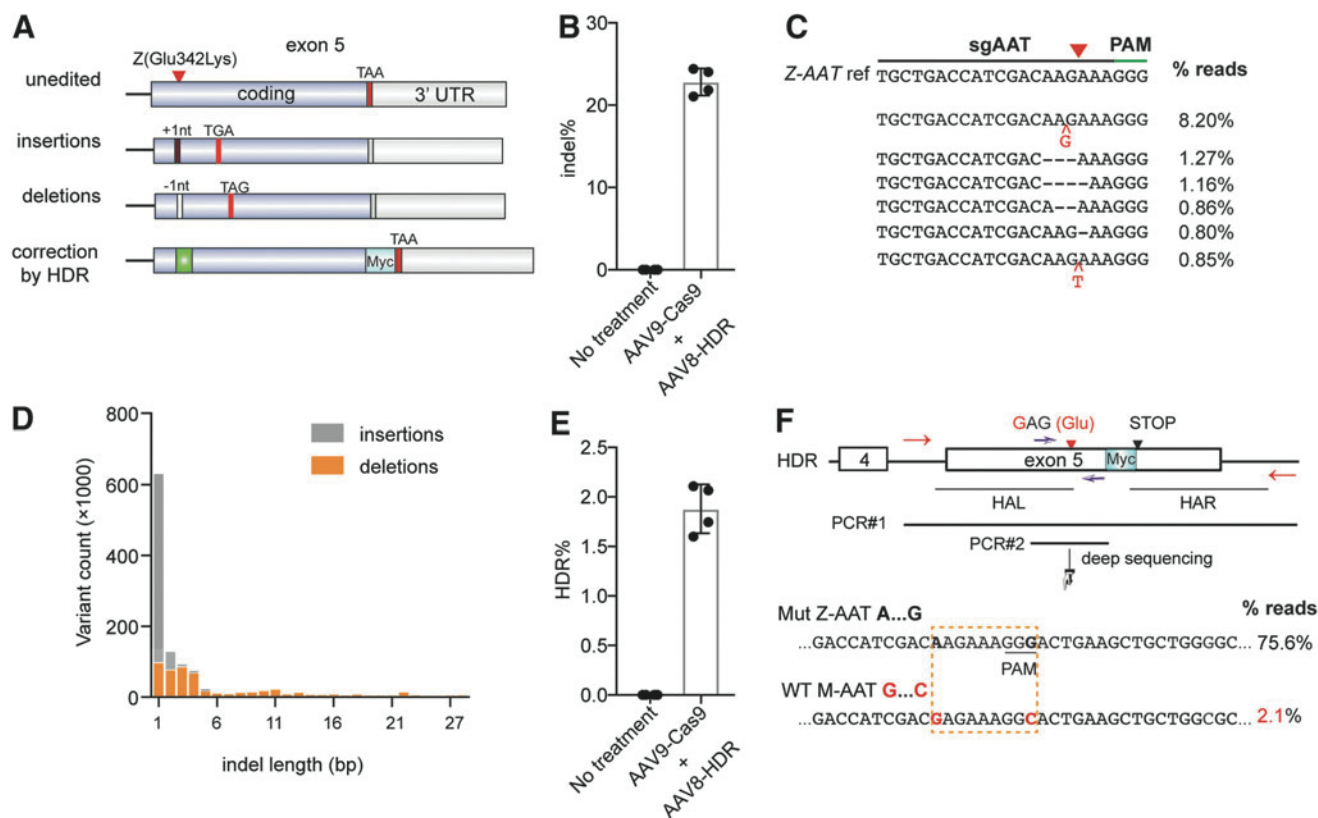 A
exon 5
Z(Glu342Lys)
unedited
TAA
coding
3' UTR
insertions
+1nt
TGA
deletions
-1nt
TAG
correction
by HDR
Myc
TAA
B
indel%
30
20
10
0
No treatment
AAV9-Cas9
+
AAV8-HDR
C
sgAAT
PAM
Z-AAT ref
TGCTGACCATCGACAAGAAAGGG
% reads
TGCTGACCATCGACAAGAAAGGG 8.20%
G
TGCTGACCATCGAC---AAAGGG 1.27%
TGCTGACCATCGAC----AAGGG 1.16%
TGCTGACCATCGACA--AAAGGG 0.86%
TGCTGACCATCGACAAG-AAGGG 0.80%
TGCTGACCATCGACAAGAAAGGG 0.85%
T
D
Variant count (×1000)
800
600
400
200
0
insertions
deletions
1 6 11 16 21 27
indel length (bp)
E
HDR%
2.5
2.0
1.5
1.0
0.5
0.0
No treatment
AAV9-Cas9
+
AAV8-HDR
F
GAG (Glu)
STOP
HDR
4
exon 5
Myc
HAL
HAR
PCR#1
PCR#2
deep sequencing
% reads
Mut Z-AAT A...G
...GACCATCGACAAGAAAGGGACTGAAGCTGCTGGGGC... 75.6%
PAM
WT M-AAT G...C
...GACCATCGACGAGAAAGGCACTGAAGCTGCTGGCGC... 2.1%